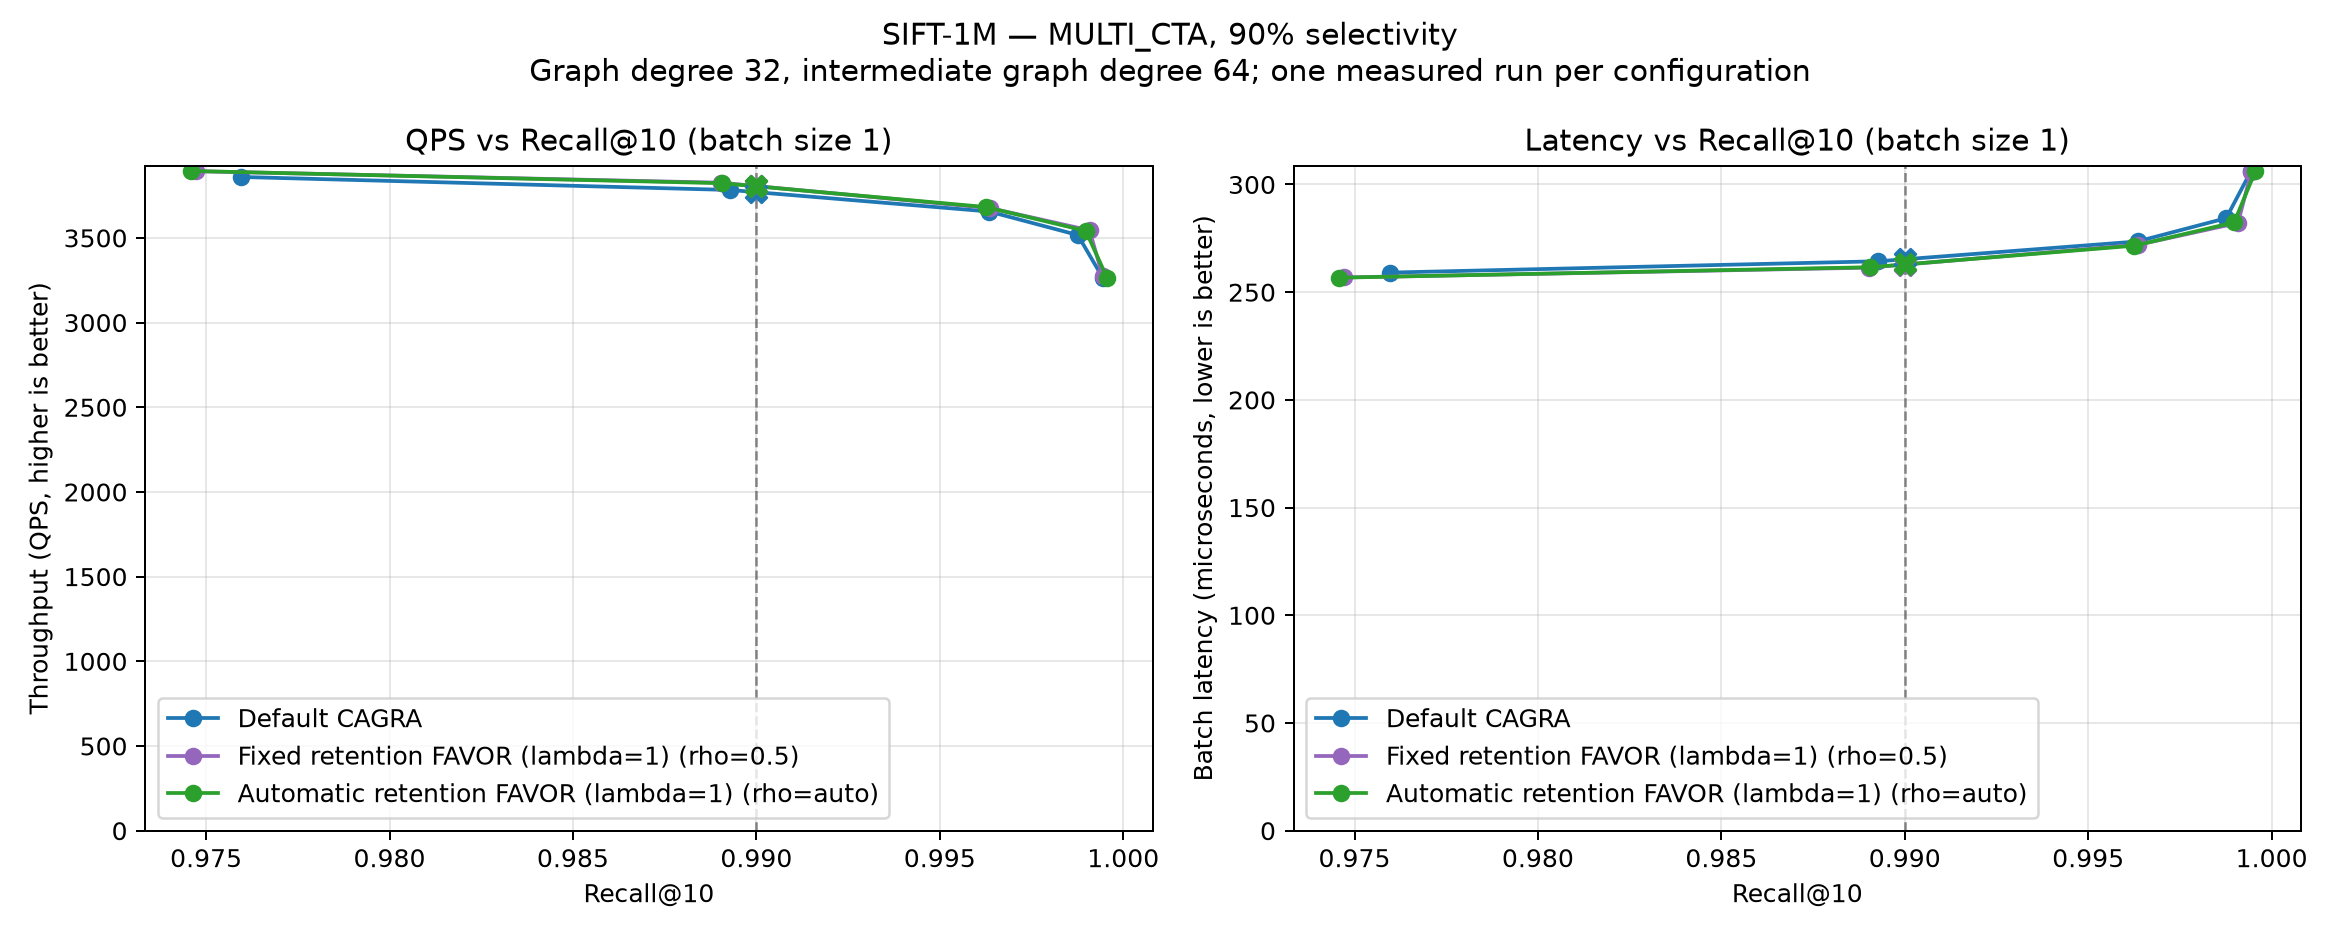 SIFT-1M — MULTI_CTA, 90% selectivity
Graph degree 32, intermediate graph degree 64; one measured run per configuration
QPS vs Recall@10 (batch size 1)
Throughput (QPS, higher is better)
3500
3000
2500
2000
1500
1000
500
0
Default CAGRA
Fixed retention FAVOR (lambda=1) (rho=0.5)
Automatic retention FAVOR (lambda=1) (rho=auto)
0.975 0.980 0.985 0.990 0.995 1.000
Recall@10
Latency vs Recall@10 (batch size 1)
Batch latency (microseconds, lower is better)
300
250
200
150
100
50
0
Default CAGRA
Fixed retention FAVOR (lambda=1) (rho=0.5)
Automatic retention FAVOR (lambda=1) (rho=auto)
0.975 0.980 0.985 0.990 0.995 1.000
Recall@10